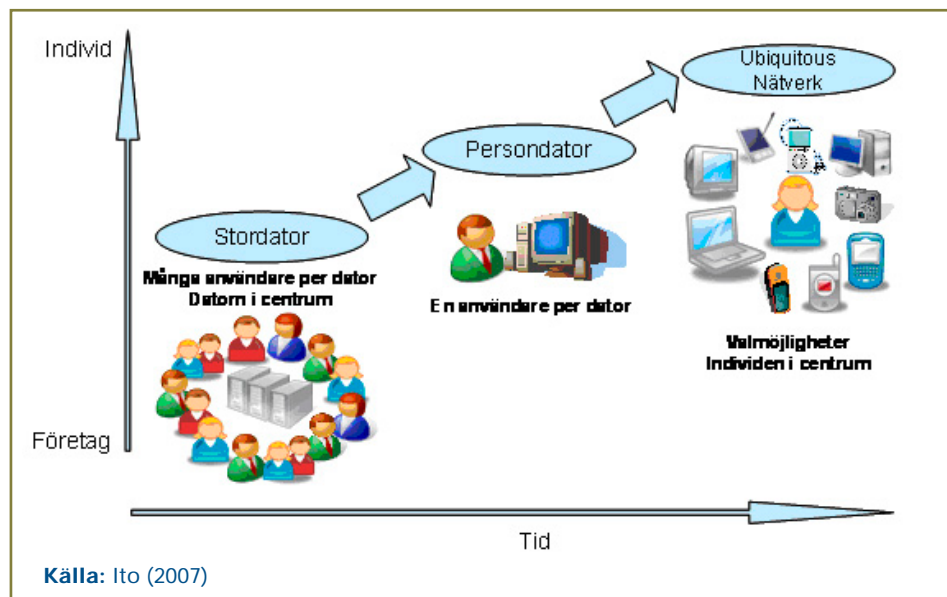 Individ
Ubiquitous
Nätverk
Persondator
Stordator
Många användare per dator
Datorn i centrum
En användare per dator
Valmöjligheter
Individen i centrum
Företag
Tid
Källa: Ito (2007)